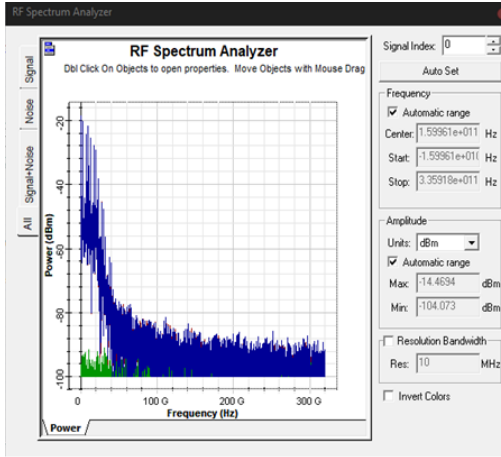 RF Spectrum Analyzer
RF Spectrum Analyzer
Dbl Click On Objects to open properties. Move Objects with Mouse Drag
Signal
Noise
Signal+Noise
All
Power (dBm)
-20
-40
-60
-80
-100
0
100 G
200 G
300 G
Frequency (Hz)
Power
Signal Index: 0
Auto Set
Frequency
Automatic range
Center: 1.59961e+011 Hz
Start: -1.59961e+01( Hz
Stop: 3.35918e+011 Hz
Amplitude
Units: dBm
Automatic range
Max: -14.4694 dBm
Min: -104.073 dBm
Resolution Bandwidth
Res: 10 MHz
Invert Colors